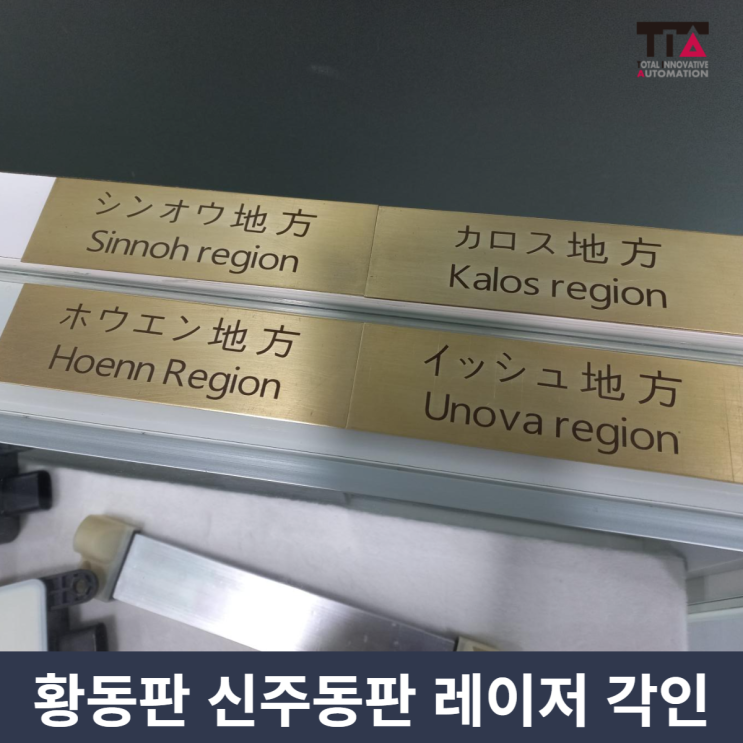 TiA
TOTAL INNOVATIVE
AUTOMATION
シンオウ地方
Sinnoh region
カロス地方
Kalos region
ホウエン地方
Hoenn Region
イッシュ地方
Unova region
황동판 신주동판 레이저 각인